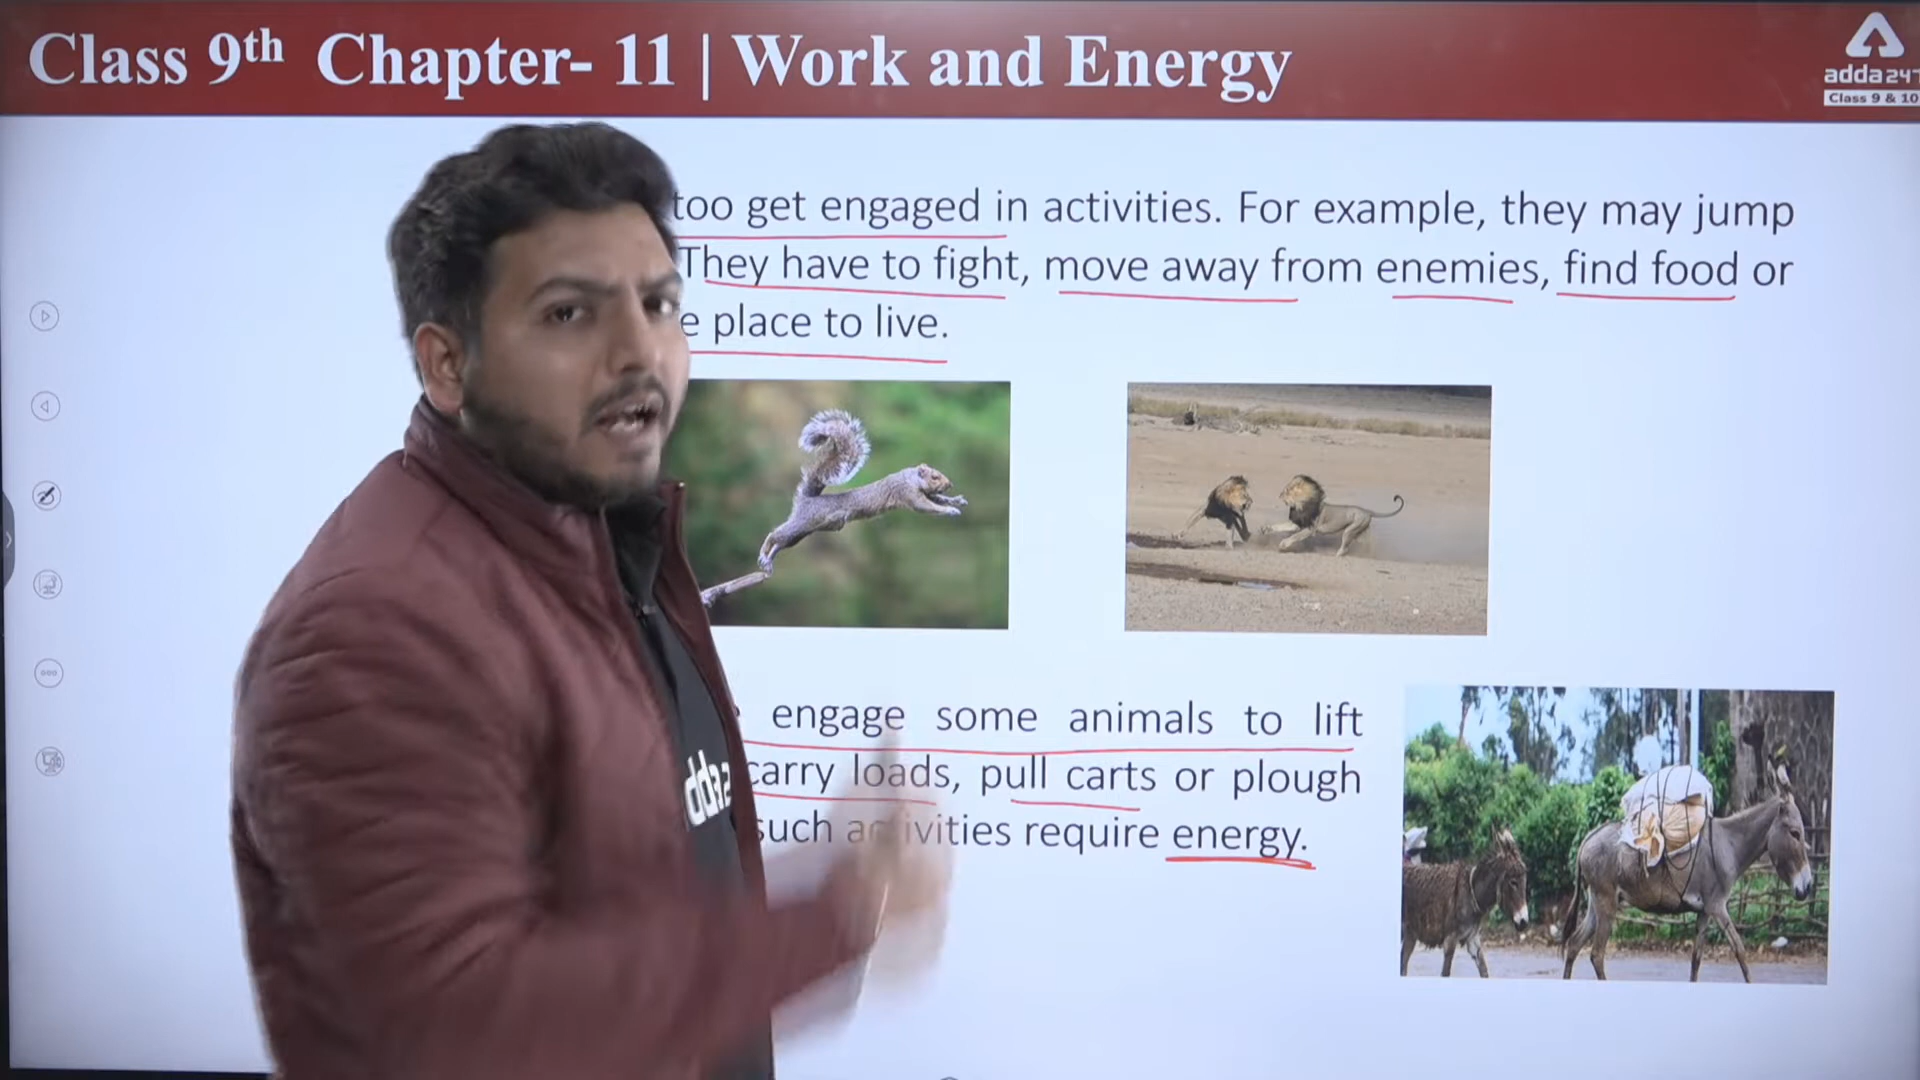 Class 9th Chapter- 11 | Work and Energy
adda247
Class 9 & 10
too get engaged in activities. For example, they may jump
They have to fight, move away from enemies, find food or
place to live.
engage some animals to lift
carry loads, pull carts or plough
such activities require energy.